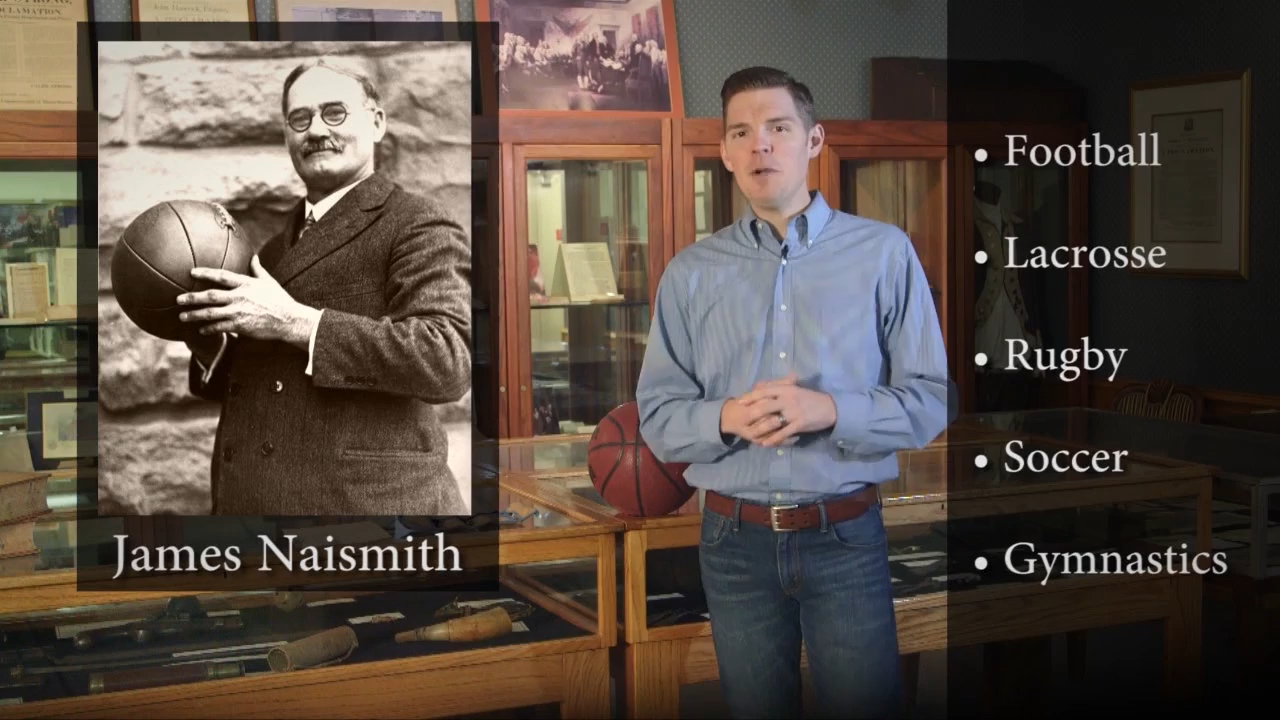 James Naismith
• Football
• Lacrosse
• Rugby
• Soccer
• Gymnastics